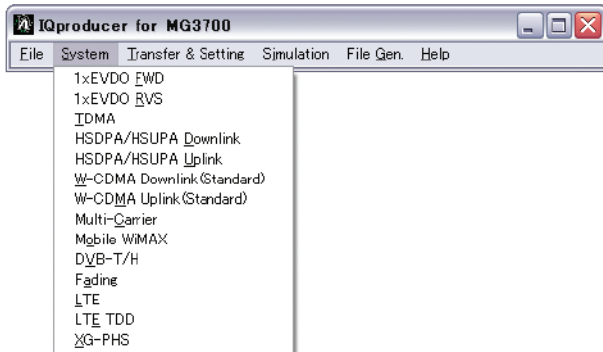 IQproducer for MG3700
File System Transfer & Setting Simulation File Gen. Help
1xEVDO FWD
1xEVDO RVS
TDMA
HSDPA/HSUPA Downlink
HSDPA/HSUPA Uplink
W-CDMA Downlink(Standard)
W-CDMA Uplink(Standard)
Multi-Carrier
Mobile WiMAX
DVB-T/H
Fading
LTE
LTE TDD
XG-PHS